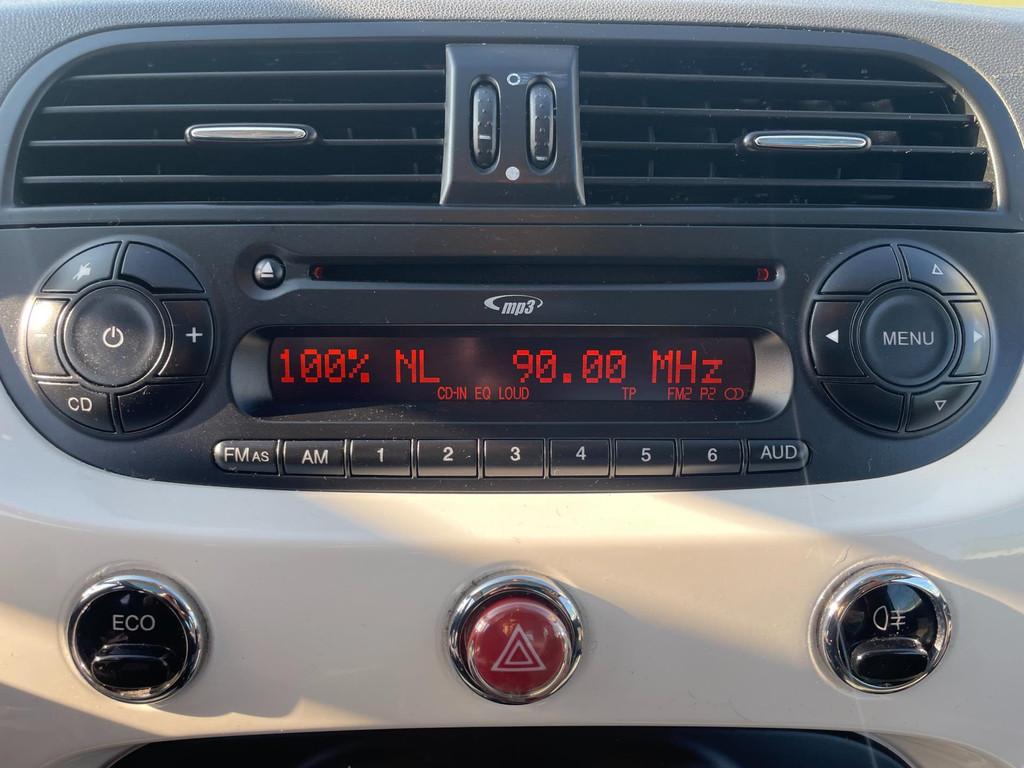 mp3
100% NL 90.00 MHz
CD-IN EQ LOUD TP FM2 P2
MENU
CD
FM AS AM 1 2 3 4 5 6 AUD
ECO